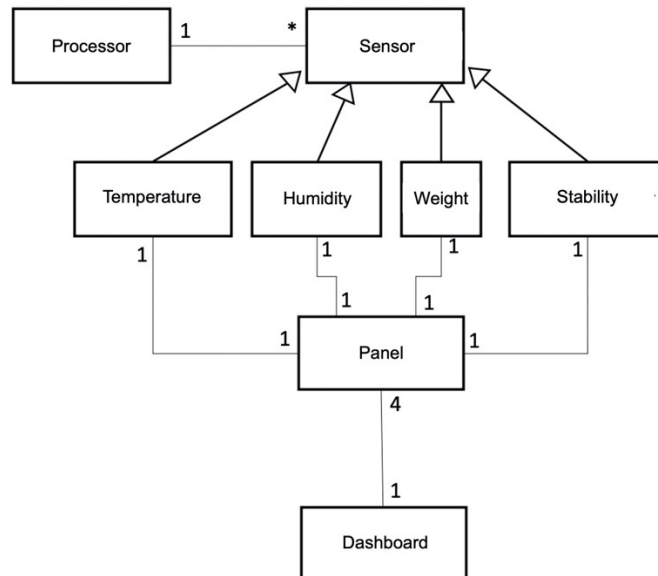 Processor
1
*
Sensor
Temperature
Humidity
Weight
Stability
1
1
1
1
1
1
1
1
Panel
4
1
Dashboard